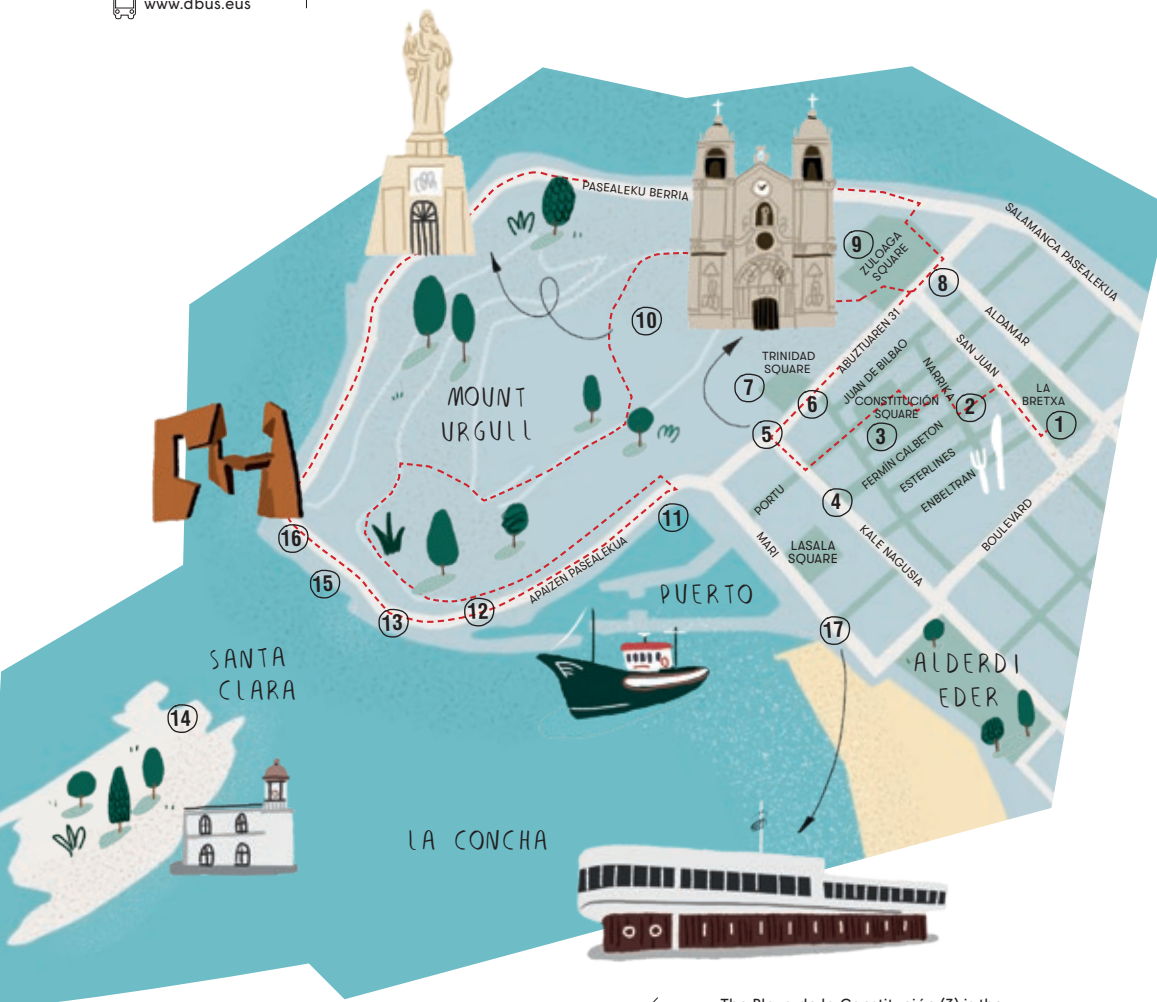 www.dbus.eus
PASEALEKU BERRIA
SALAMANCA PASEALEKUA
9
ZULOAGA
SQUARE
8
10
ABUZTUAREN 31
ALDAMAR
SAN JUAN
JUAN DE BILBAO
NARRIKA
TRINIDAD
SQUARE
7
6
CONSTITUCIÓN
SQUARE
2
LA
BRETXA
1
MOUNT
URGULL
5
3
FERMÍN CALBETON
ESTERLINES
ENBELTRAN
4
PORTU
11
16
MARI
LASALA
SQUARE
KALE NAGUSIA
BOULEVARD
APAIZEN PASEALEKUA
15
12
13
PUERTO
17
SANTA
CLARA
ALDERDI
EDER
14
LA CONCHA